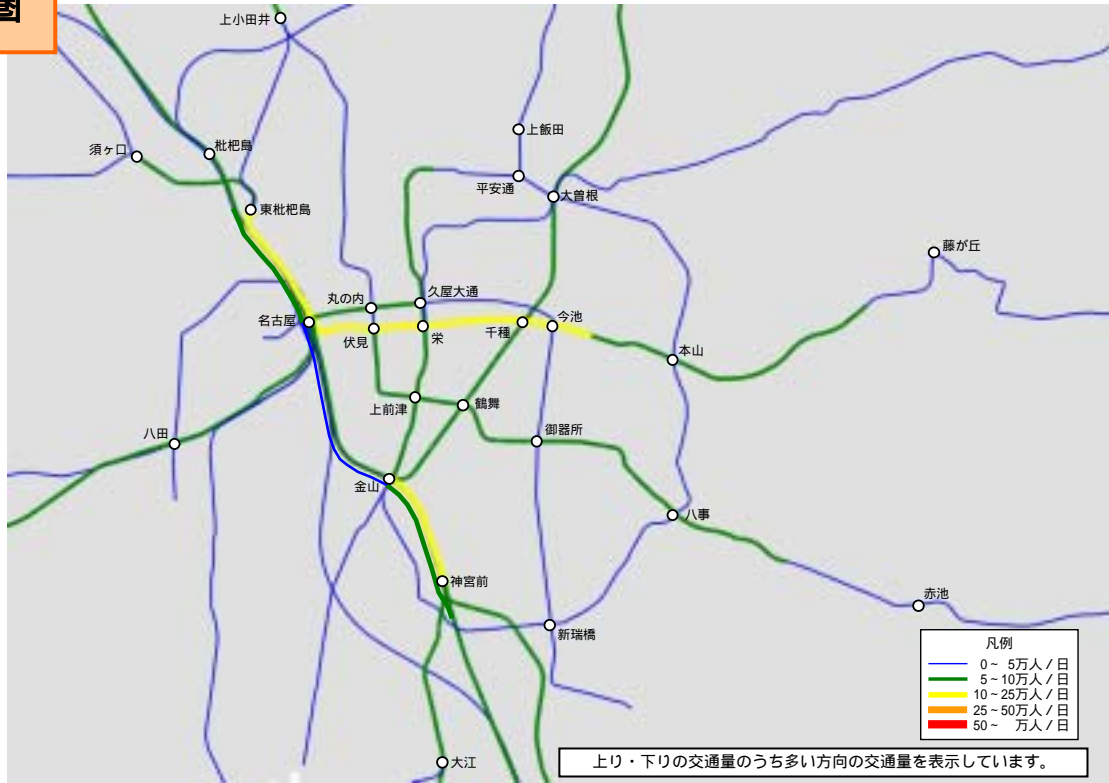 圏
上小田井
上飯田
枇杷島
須ヶ口
平安通
大曽根
東枇杷島
藤が丘
久屋大通
丸の内
名古屋
伏見
栄
千種
今池
本山
上前津
鶴舞
八田
御器所
金山
八事
神宮前
赤池
新瑞橋
大江
凡例
0~ 5万人/日
5~10万人/日
10~25万人/日
25~50万人/日
50~ 万人/日
上り・下りの交通量のうち多い方向の交通量を表示しています。